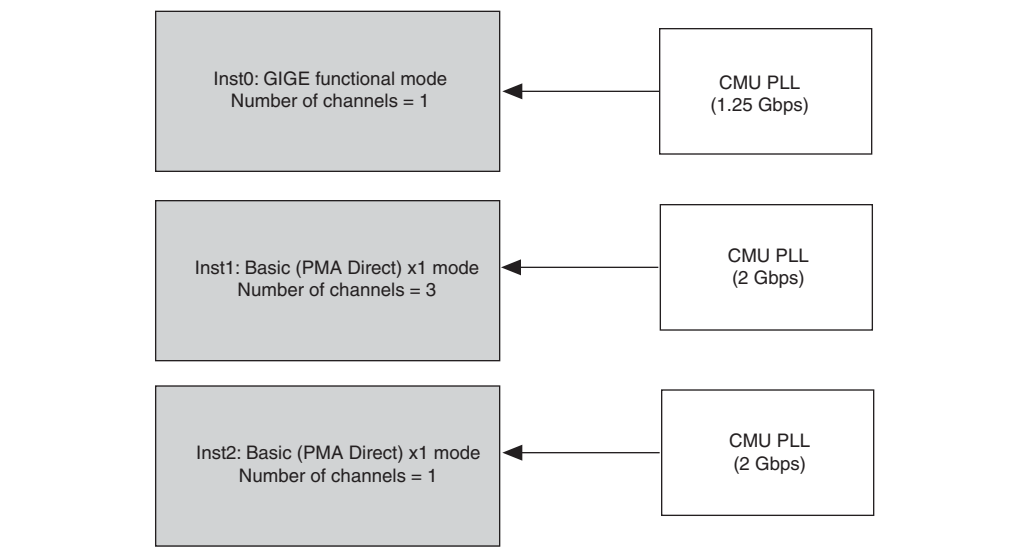 Inst0: GIGE functional mode
Number of channels = 1
CMU PLL
(1.25 Gbps)
Inst1: Basic (PMA Direct) x1 mode
Number of channels = 3
CMU PLL
(2 Gbps)
Inst2: Basic (PMA Direct) x1 mode
Number of channels = 1
CMU PLL
(2 Gbps)